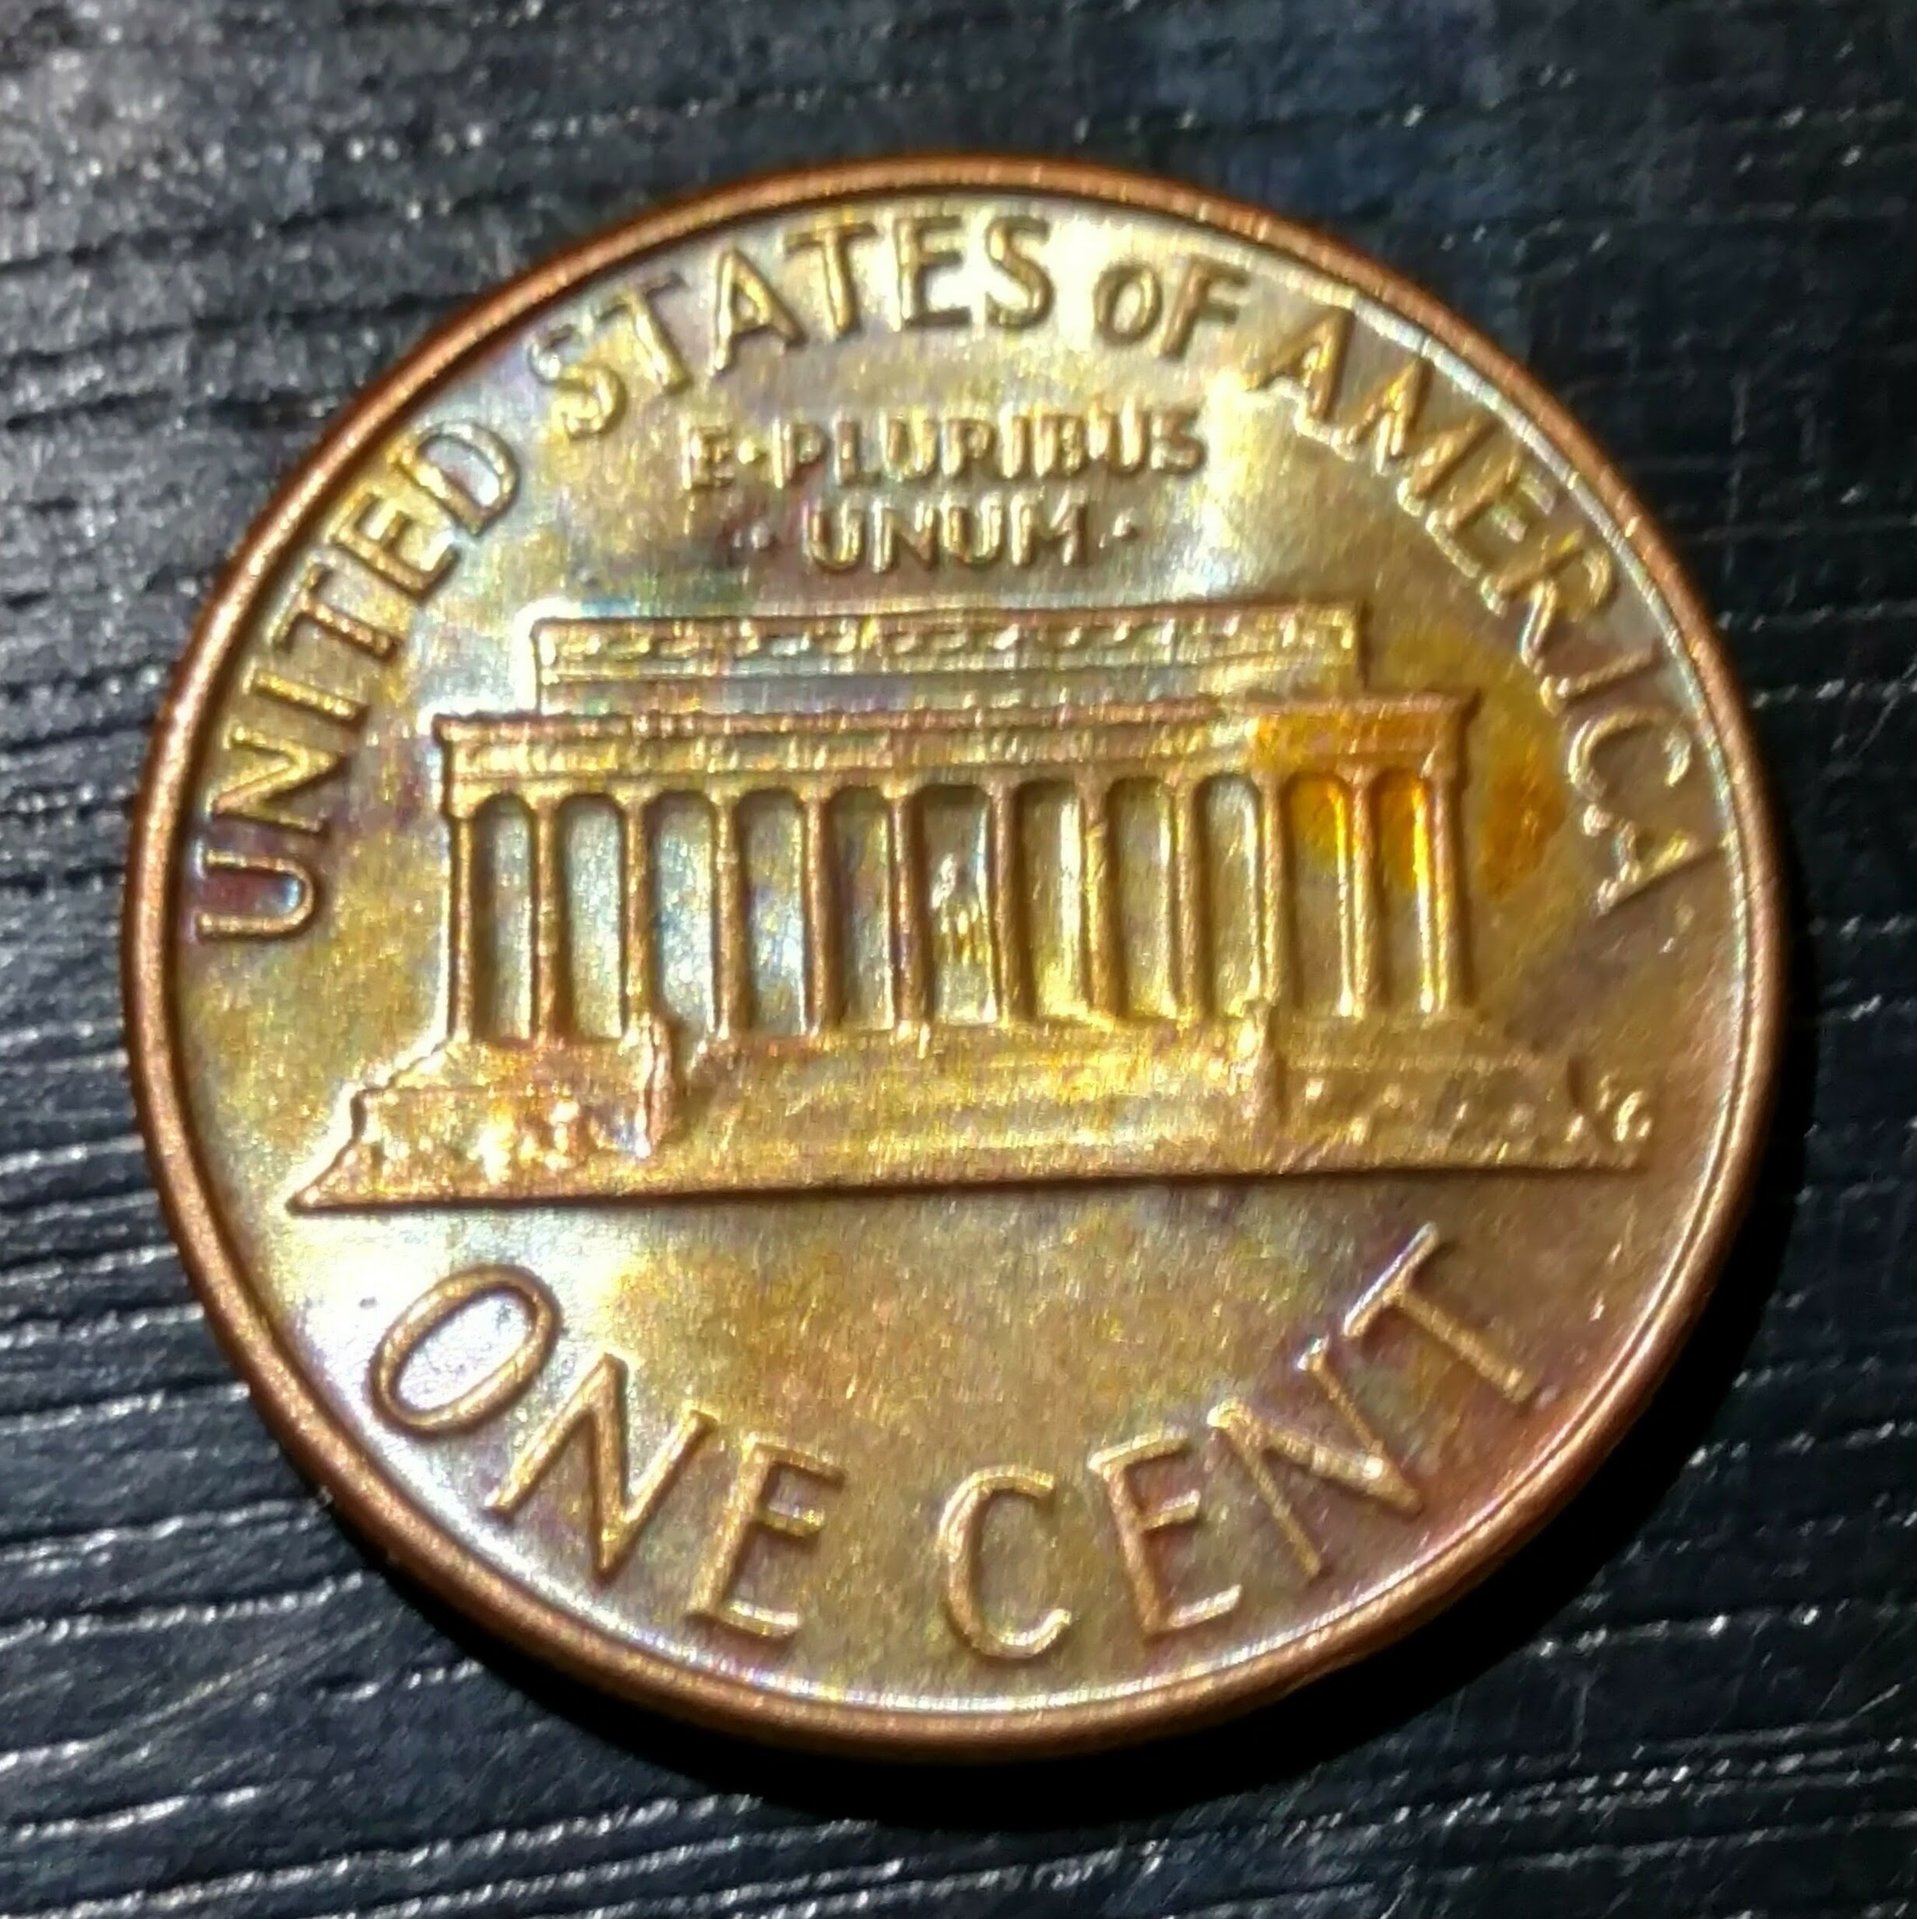 UNITED STATES OF AMERICA
E·PLURIBUS
·UNUM·
ONE CENT